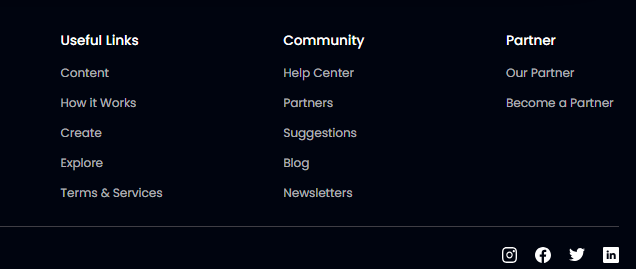 Useful Links
Content
How it Works
Create
Explore
Terms & Services
Community
Help Center
Partners
Suggestions
Blog
Newsletters
Partner
Our Partner
Become a Partner